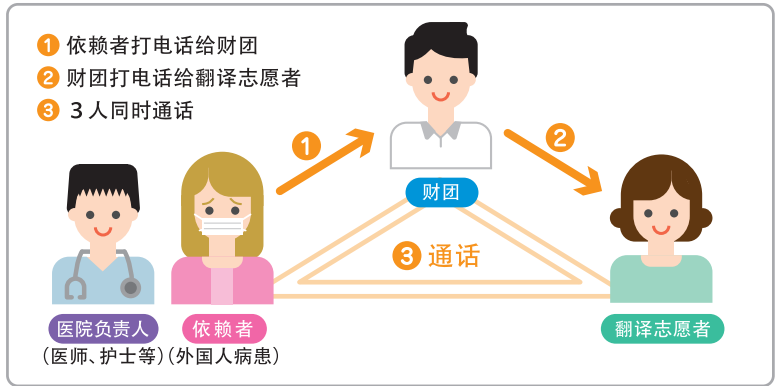 ① 依赖者打电话给财团
② 财团打电话给翻译志愿者
③ 3人同时通话
①
②
财团
③ 通话
医院负责人
依赖者
翻译志愿者
(医师、护士等)(外国人病患)